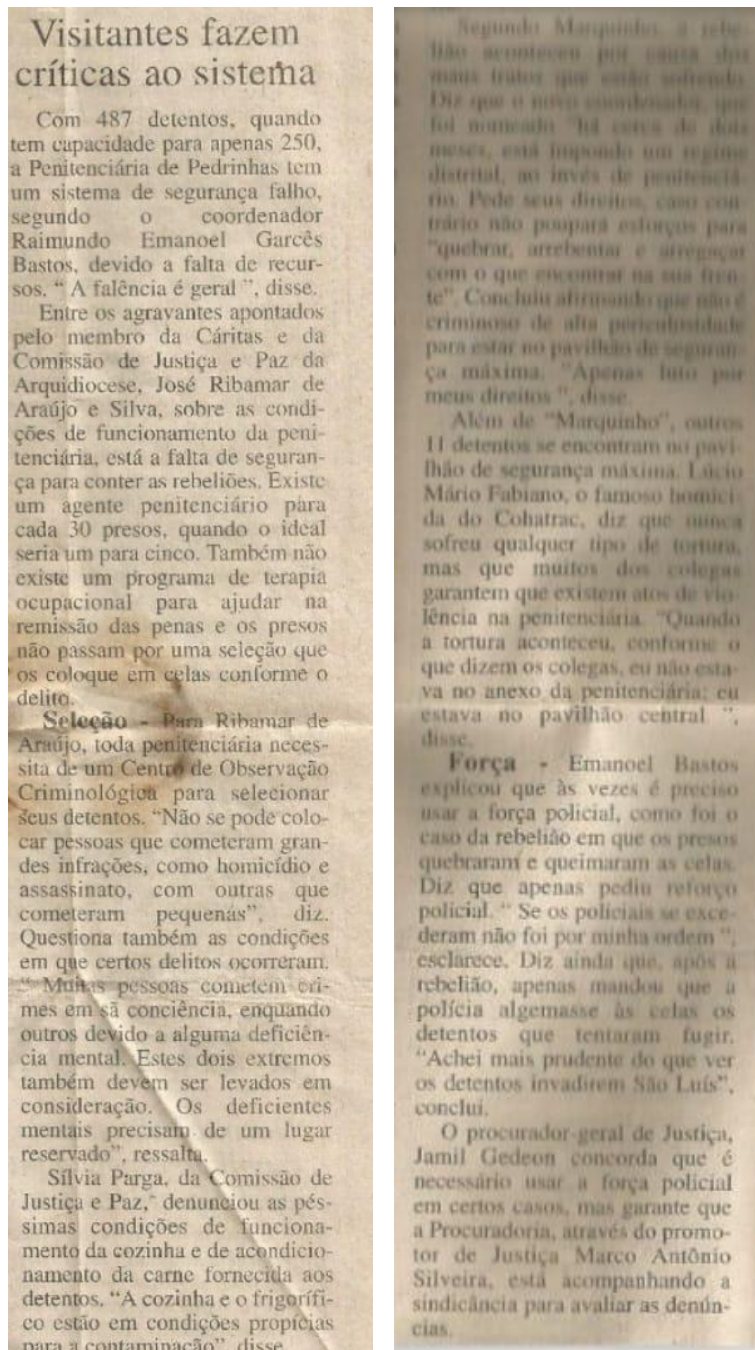 Visitantes fazem
críticas ao sistema
Com 487 detentos, quando
tem capacidade para apenas 250,
a Penitenciária de Pedrinhas tem
um sistema de segurança falho,
segundo o coordenador
Raimundo Emanoel Garcês
Bastos, devido a falta de recur-
sos. “ A falência é geral ”, disse.
Entre os agravantes apontados
pelo membro da Cáritas e da
Comissão de Justiça e Paz da
Arquidiocese, José Ribamar de
Araújo e Silva, sobre as condi-
ções de funcionamento da peni-
tenciária, está a falta de seguran-
ça para conter as rebeliões. Existe
um agente penitenciário para
cada 30 presos, quando o ideal
seria um para cinco. Também não
existe um programa de terapia
ocupacional para ajudar na
remissão das penas e os presos
não passam por uma seleção que
os coloque em celas conforme o
delito.
Seleção - Para Ribamar de
Araújo, toda penitenciária neces-
sita de um Centro de Observação
Criminológica para selecionar
seus detentos. “Não se pode colo-
car pessoas que cometeram gran-
des infrações, como homicídio e
assassinato, com outras que
cometeram pequenas”, diz.
Questiona também as condições
em que certos delitos ocorreram.
“ Muitas pessoas cometem cri-
mes em sã conciência, enquando
outros devido a alguma deficiên-
cia mental. Estes dois extremos
também devem ser levados em
consideração. Os deficientes
mentais precisam de um lugar
reservado”, ressalta.
Sílvia Parga, da Comissão de
Justiça e Paz, denunciou as pés-
simas condições de funciona-
mento da cozinha e de acondicio-
namento da carne fornecida aos
detentos. “A cozinha e o frigorífi-
co estão em condições propícias
para a contaminação”, disse.
Segundo Marquinho, a rebe-
lião aconteceu por causa dos
maus tratos que estão sofrendo.
Diz que o novo coordenador, que
foi nomeado há cerca de dois
meses, está impondo um regime
distrital, ao invés de penitenciá-
rio. Pede seus direitos, caso con-
trário não poupará esforços para
“quebrar, arrebentar e arregaçar
com o que encontrar na sua fren-
te”. Concluiu afirmando que não é
criminoso de alta periculosidade
para estar no pavilhão de seguran-
ça máxima. “Apenas luto por
meus direitos ”, disse.
Além de “Marquinho”, outros
11 detentos se encontram no pavi-
lhão de segurança máxima. Lúcio
Mário Fabiano, o famoso homici-
da do Cohatrac, diz que nunca
sofreu qualquer tipo de tortura,
mas que muitos dos colegas
garantem que existem atos de vio-
lência na penitenciária. “Quando
a tortura aconteceu, conforme o
que dizem os colegas, eu não esta-
va no anexo da penitenciária; eu
estava no pavilhão central ”,
disse.
Força - Emanoel Bastos
explicou que às vezes é preciso
usar a força policial, como foi o
caso da rebelião em que os presos
quebraram e queimaram as celas.
Diz que apenas pediu reforço
policial. “ Se os policiais se exce-
deram não foi por minha ordem ”,
esclarece. Diz ainda que, após a
rebelião, apenas mandou que a
polícia algemasse às celas os
detentos que tentaram fugir.
“Achei mais prudente do que ver
os detentos invadirem São Luís”,
conclui.
O procurador-geral de Justiça,
Jamil Gedeon concorda que é
necessário usar a força policial
em certos casos, mas garante que
a Procuradoria, através do promo-
tor de Justiça Marco Antônio
Silveira, está acompanhando a
sindicância para avaliar as denún-
cias.